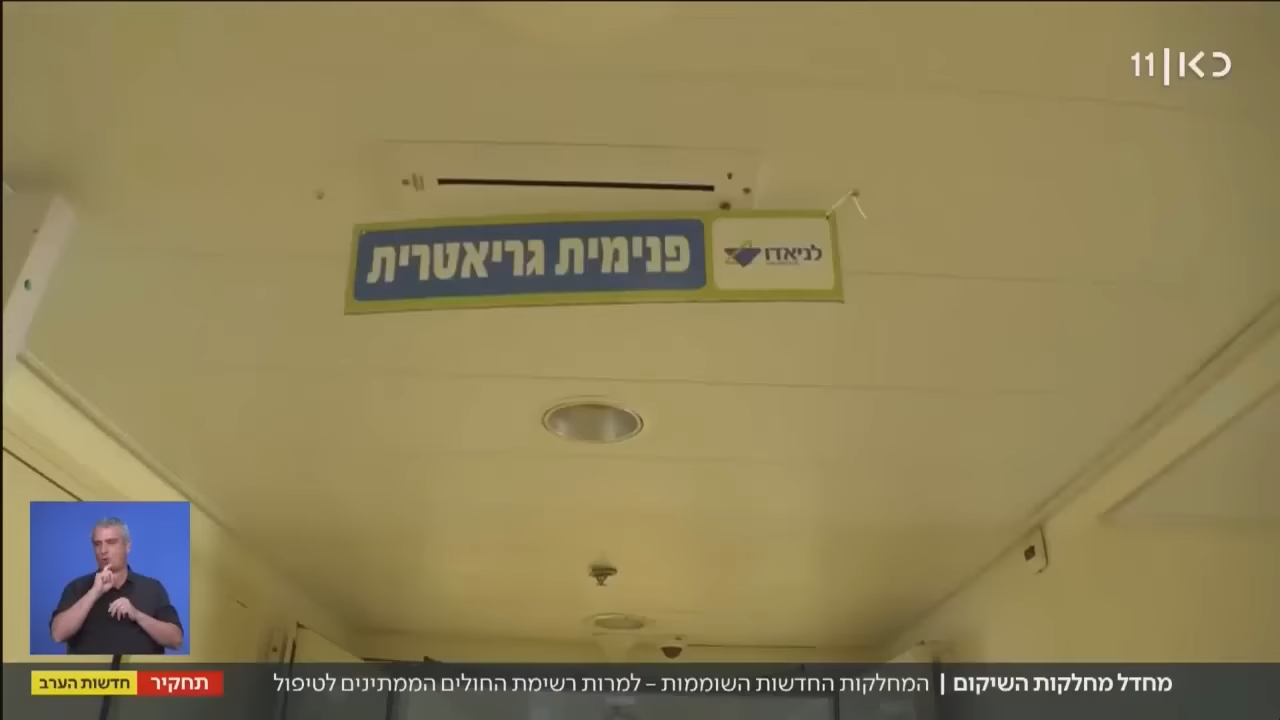 כאן|11
פנימית גריאטרית
לניאדו
מחדל מחלקות השיקום | המחלקות החדשות השוממות – למרות רשימת החולים הממתינים לטיפול
תחקיר
חדשות הערב